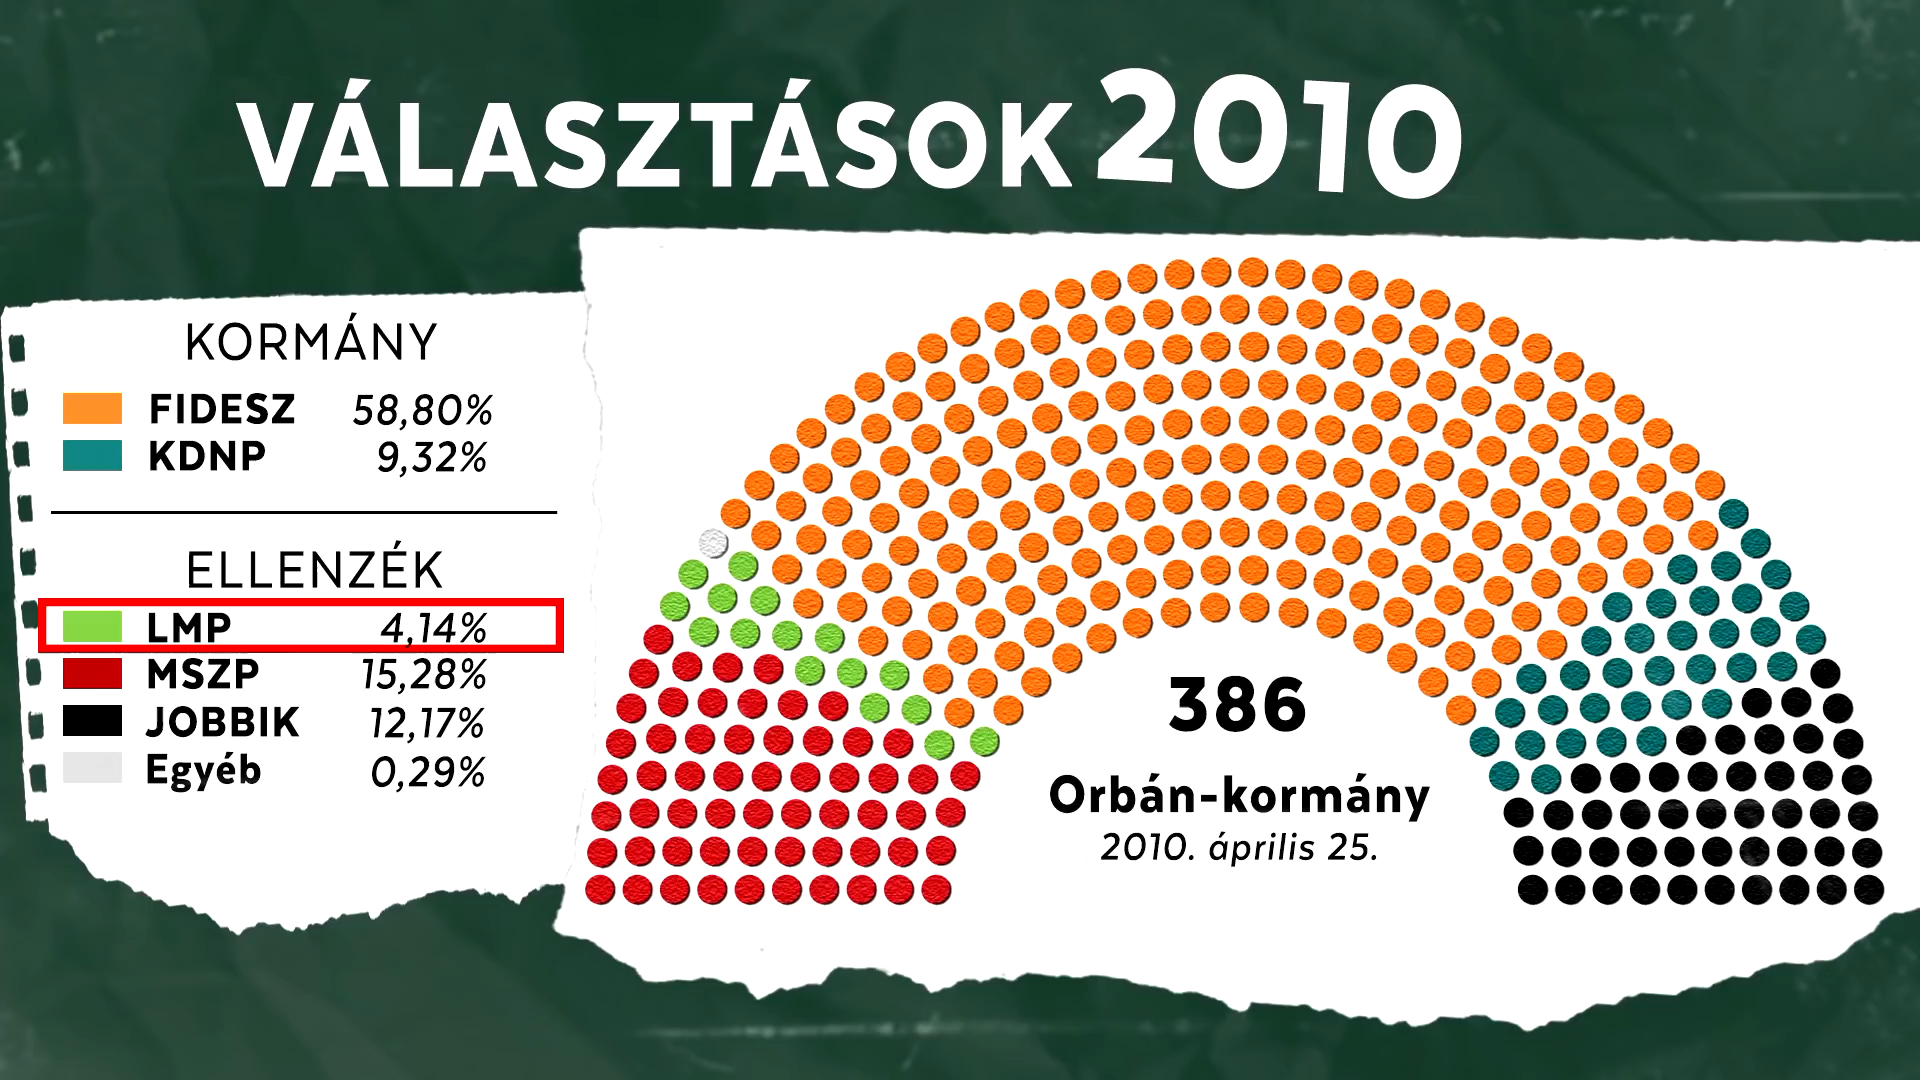 VÁLASZTÁSOK 2010
KORMÁNY
FIDESZ 58,80%
KDNP 9,32%
ELLENZÉK
LMP 4,14%
MSZP 15,28%
JOBBIK 12,17%
Egyéb 0,29%
386
Orbán-kormány
2010. április 25.